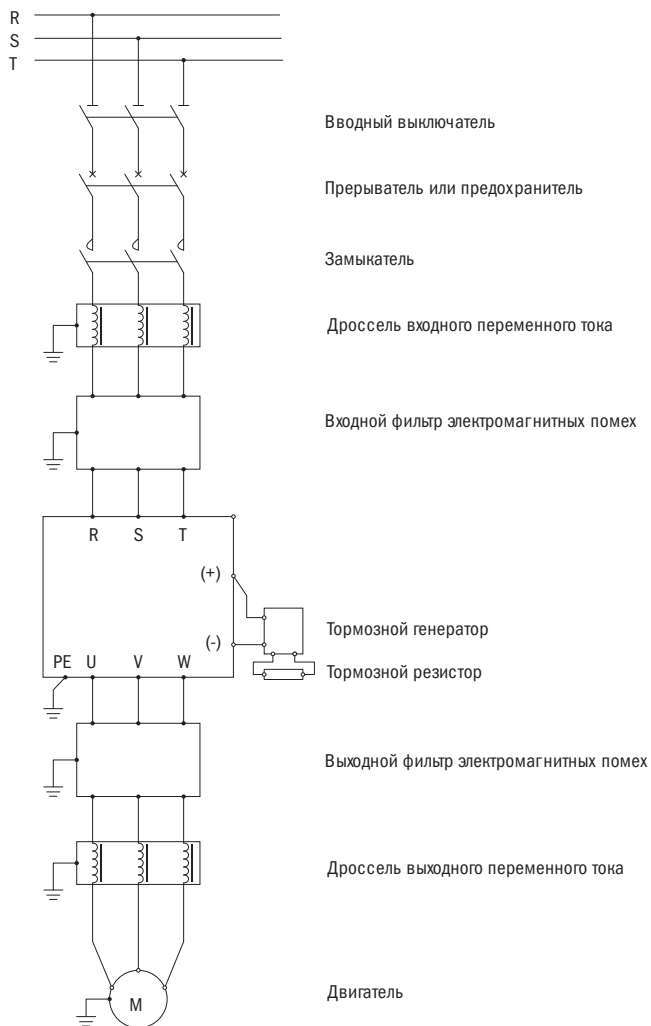 R
S
T
Вводный выключатель
Прерыватель или предохранитель
Замыкатель
Дроссель входного переменного тока
Входной фильтр электромагнитных помех
R S T
(+)
(-)
Тормозной генератор
PE U V W
Тормозной резистор
Выходной фильтр электромагнитных помех
Дроссель выходного переменного тока
M
Двигатель